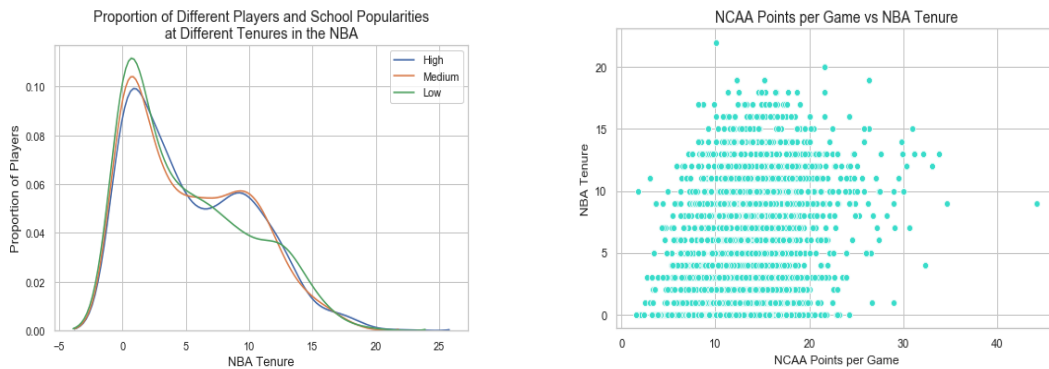 Proportion of Different Players and School Popularities
at Different Tenures in the NBA
High
Medium
Low
Proportion of Players
0.10
0.08
0.06
0.04
0.02
0.00
−5
0
5
10
15
20
25
NBA Tenure
NCAA Points per Game vs NBA Tenure
NBA Tenure
20
15
10
5
0
0
10
20
30
40
NCAA Points per Game